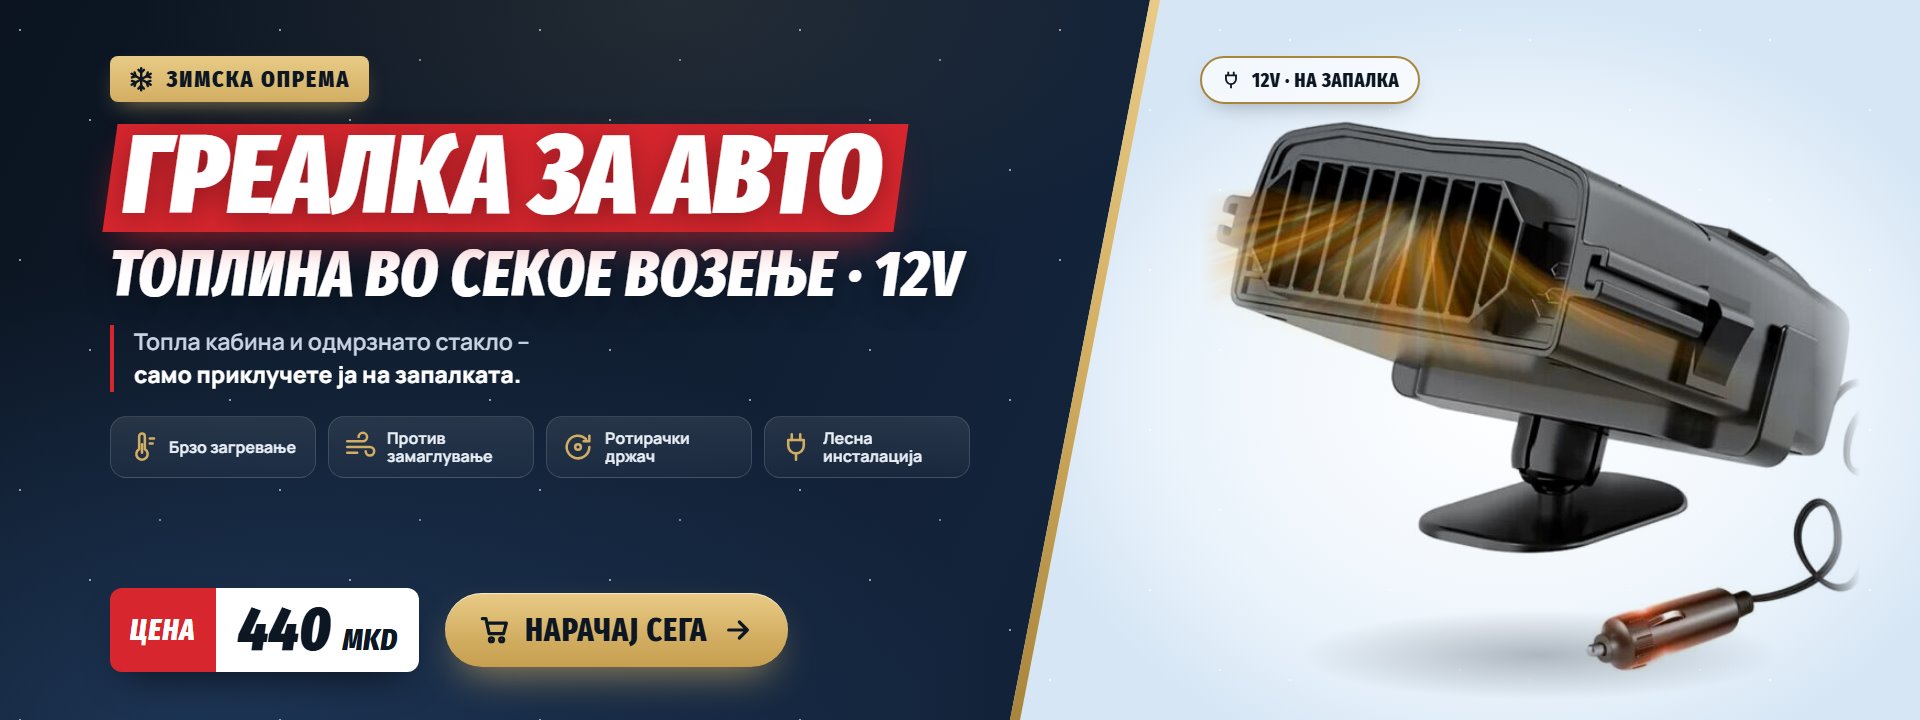 ЗИМСКА ОПРЕМА
ГРЕАЛКА ЗА АВТО
ТОПЛИНА ВО СЕКОЕ ВОЗЕЊЕ · 12V
Топла кабина и одмрзнато стакло –
само приклучете ја на запалката.
Брзо загревање
Против
замаглување
Ротирачки
држач
Лесна
инсталација
ЦЕНА 440 MKD
НАРАЧАЈ СЕГА →
12V · НА ЗАПАЛКА